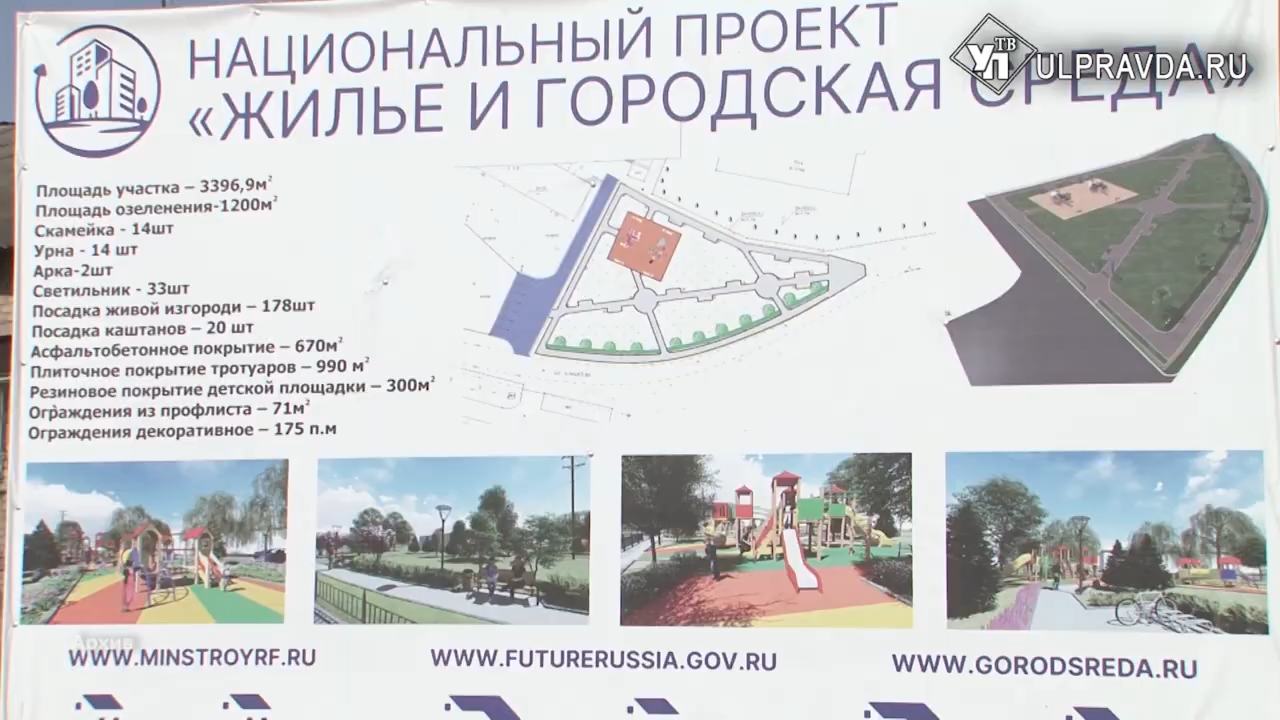 НАЦИОНАЛЬНЫЙ ПРОЕКТ
«ЖИЛЬЕ И ГОРОДСКАЯ СРЕДА»
УП ТВ
ULPRAVDA.RU
Площадь участка – 3396,9м²
Площадь озеленения-1200м²
Скамейка - 14шт
Урна - 14 шт
Арка-2шт
Светильник - 33шт
Посадка живой изгороди – 178шт
Посадка каштанов – 20 шт
Асфальтобетонное покрытие – 670м²
Плиточное покрытие тротуаров – 990 м²
Резиновое покрытие детской площадки – 300м²
Ограждения из профлиста – 71м²
Ограждения декоративное – 175 п.м
Архив
WWW.MINSTROYRF.RU
WWW.FUTURERUSSIA.GOV.RU
WWW.GORODSREDA.RU